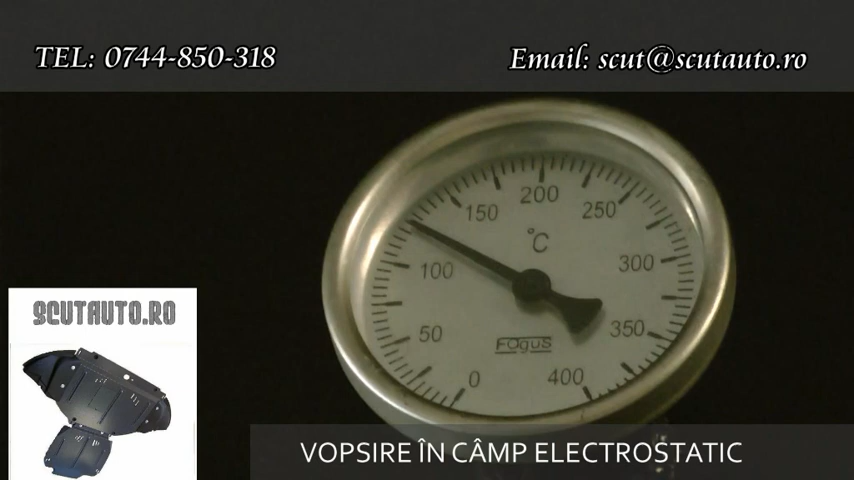 TEL: 0744-850-318
Email: scut@scutauto.ro
200
150
250
°C
100
300
50
350
FAguS
0
400
SCUTAUTO.RO
VOPSIRE ÎN CÂMP ELECTROSTATIC